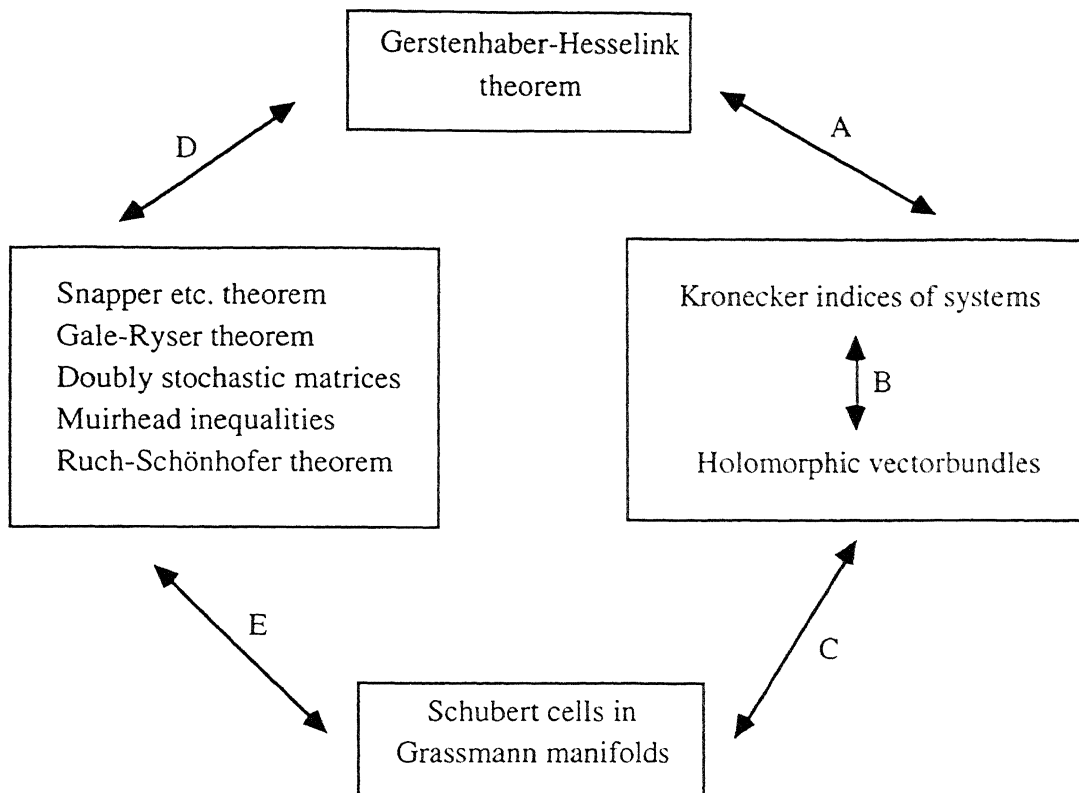 Gerstenhaber-Hesselink
theorem
D
A
Snapper etc. theorem
Gale-Ryser theorem
Doubly stochastic matrices
Muirhead inequalities
Ruch-Schönhofer theorem
Kronecker indices of systems
B
Holomorphic vectorbundles
E
C
Schubert cells in
Grassmann manifolds